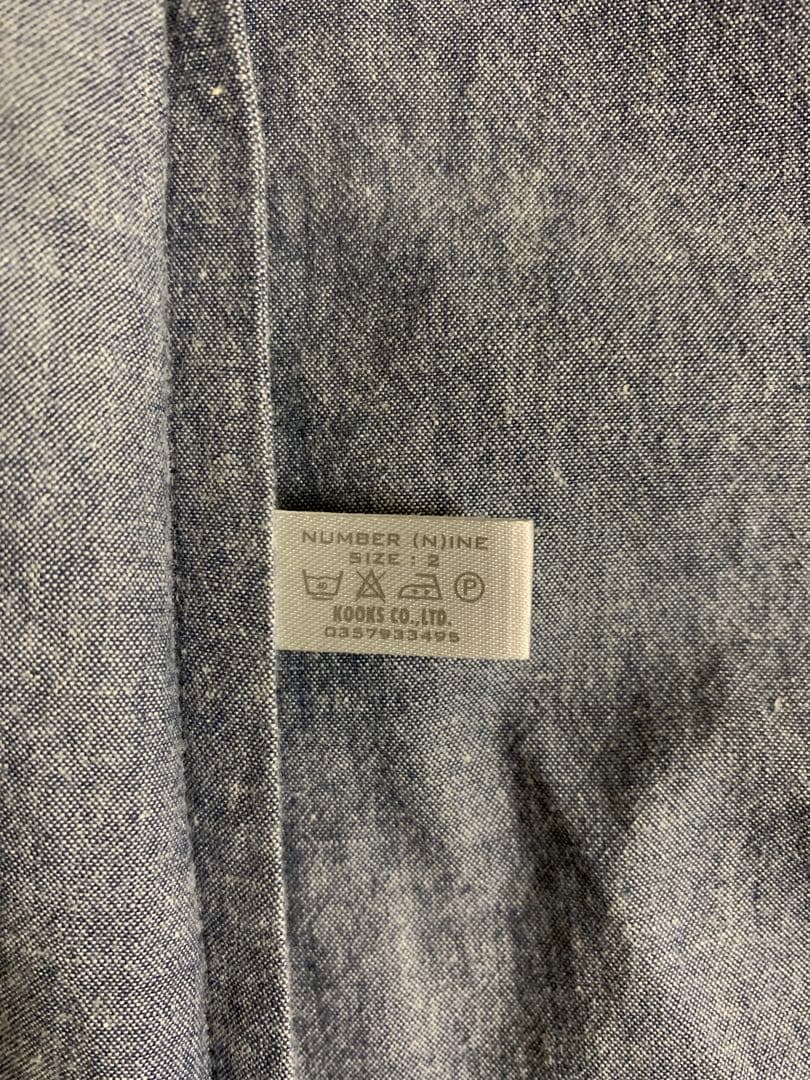 NUMBER (N)INE
SIZE : 2
P
KOOKS CO.,LTD.
0357933495